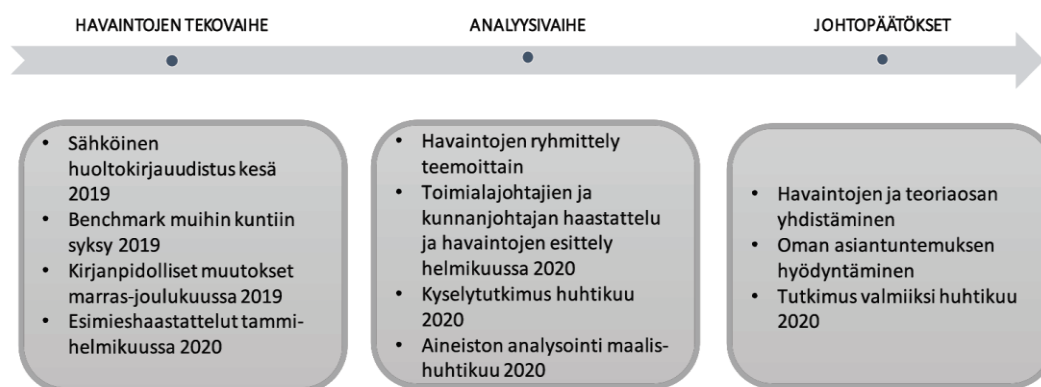 HAVAINTOJEN TEKOVAIHE
ANALYYSIVAIHE
JOHTOPÄÄTÖKSET
• Sähköinen
huoltokirjauudistus kesä
2019
• Benchmark muihin kuntiin
syksy 2019
• Kirjanpidolliset muutokset
marras-joulukuussa 2019
• Esimieshaastattelut tammi-
helmikuussa 2020
• Havaintojen ryhmittely
teemoittain
• Toimialajohtajien ja
kunnanjohtajan haastattelu
ja havaintojen esittely
helmikuussa 2020
• Kyselytutkimus huhtikuu
2020
• Aineiston analysointi maalis-
huhtikuu 2020
• Havaintojen ja teoriaosan
yhdistäminen
• Oman asiantuntemuksen
hyödyntäminen
• Tutkimus valmiiksi huhtikuu
2020